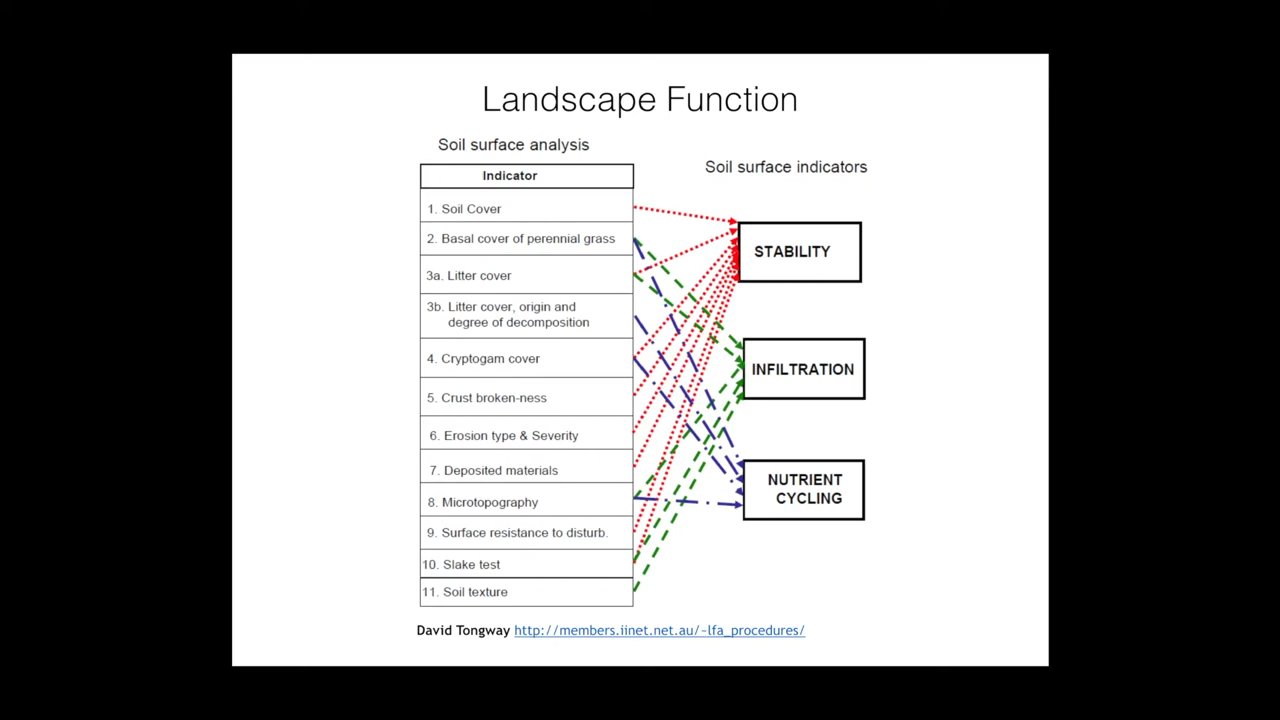 Landscape Function
Soil surface analysis
Soil surface indicators
Indicator
1. Soil Cover
2. Basal cover of perennial grass
3a. Litter cover
3b. Litter cover, origin and
degree of decomposition
4. Cryptogam cover
5. Crust broken-ness
6. Erosion type & Severity
7. Deposited materials
8. Microtopography
9. Surface resistance to disturb.
10. Slake test
11. Soil texture
STABILITY
INFILTRATION
NUTRIENT
CYCLING
David Tongway http://members.iinet.net.au/~lfa_procedures/